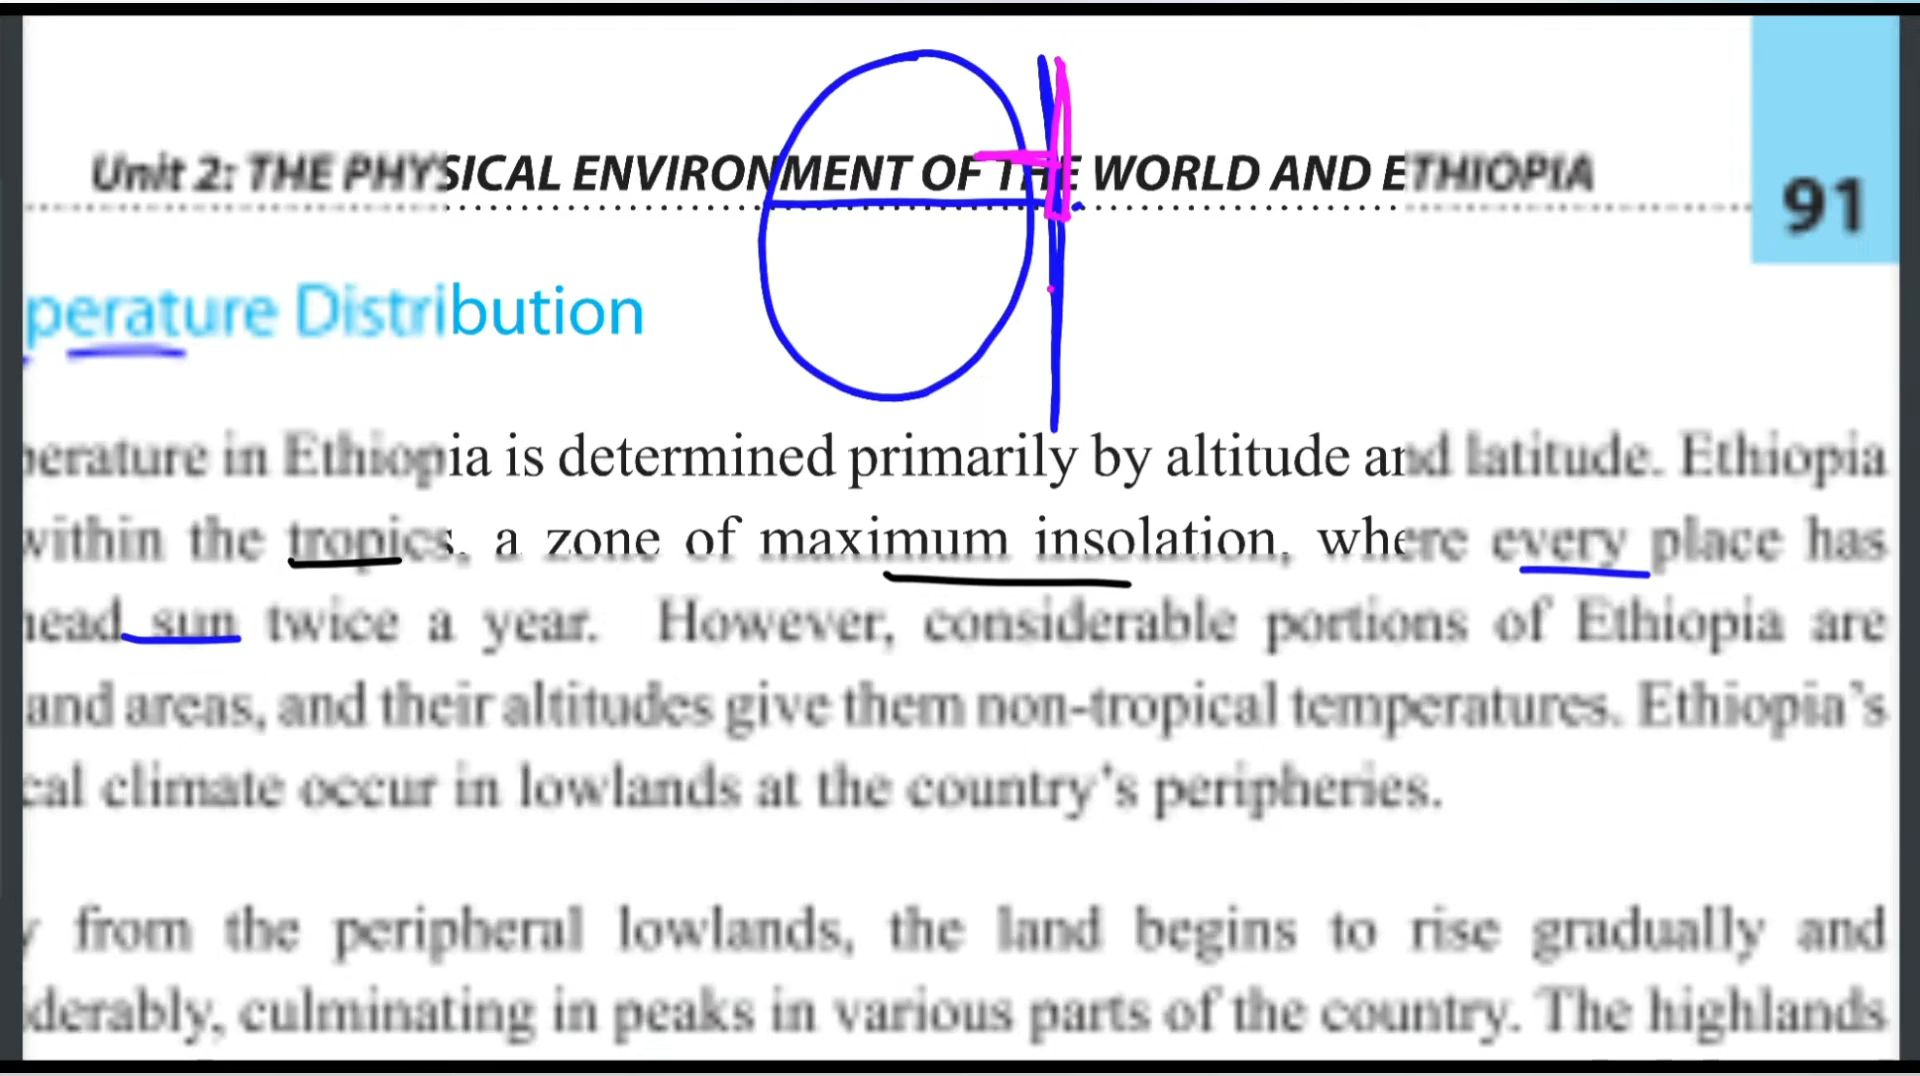 Unit 2: THE PHYSICAL ENVIRONMENT OF THE WORLD AND ETHIOPIA
91
perature Distribution
perature in Ethiopia is determined primarily by altitude and latitude. Ethiopia
within the tropics, a zone of maximum insolation, where every place has
head sun twice a year. However, considerable portions of Ethiopia are
and areas, and their altitudes give them non-tropical temperatures. Ethiopia's
cal climate occur in lowlands at the country's peripheries.
y from the peripheral lowlands, the land begins to rise gradually and
iderably, culminating in peaks in various parts of the country. The highlands